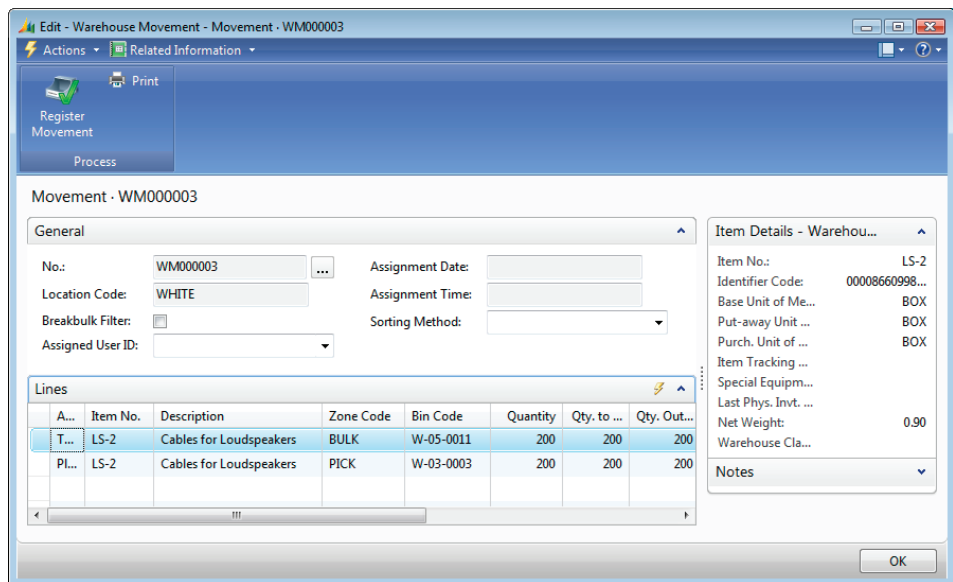 Edit - Warehouse Movement - Movement · WM000003
Actions Related Information
Print
Register
Movement
Process
Movement · WM000003
General
No.: WM000003 ... Assignment Date:
Location Code: WHITE Assignment Time:
Breakbulk Filter: Sorting Method:
Assigned User ID:
Lines
A... Item No. Description Zone Code Bin Code Quantity Qty. to ... Qty. Out...
T... LS-2 Cables for Loudspeakers BULK W-05-0011 200 200 200
Pl... LS-2 Cables for Loudspeakers PICK W-03-0003 200 200 200
Item Details - Warehou...
Item No.: LS-2
Identifier Code: 00008660998...
Base Unit of Me... BOX
Put-away Unit ... BOX
Purch. Unit of ... BOX
Item Tracking ...
Special Equipm...
Last Phys. Invt. ...
Net Weight: 0.90
Warehouse Cla...
Notes
OK